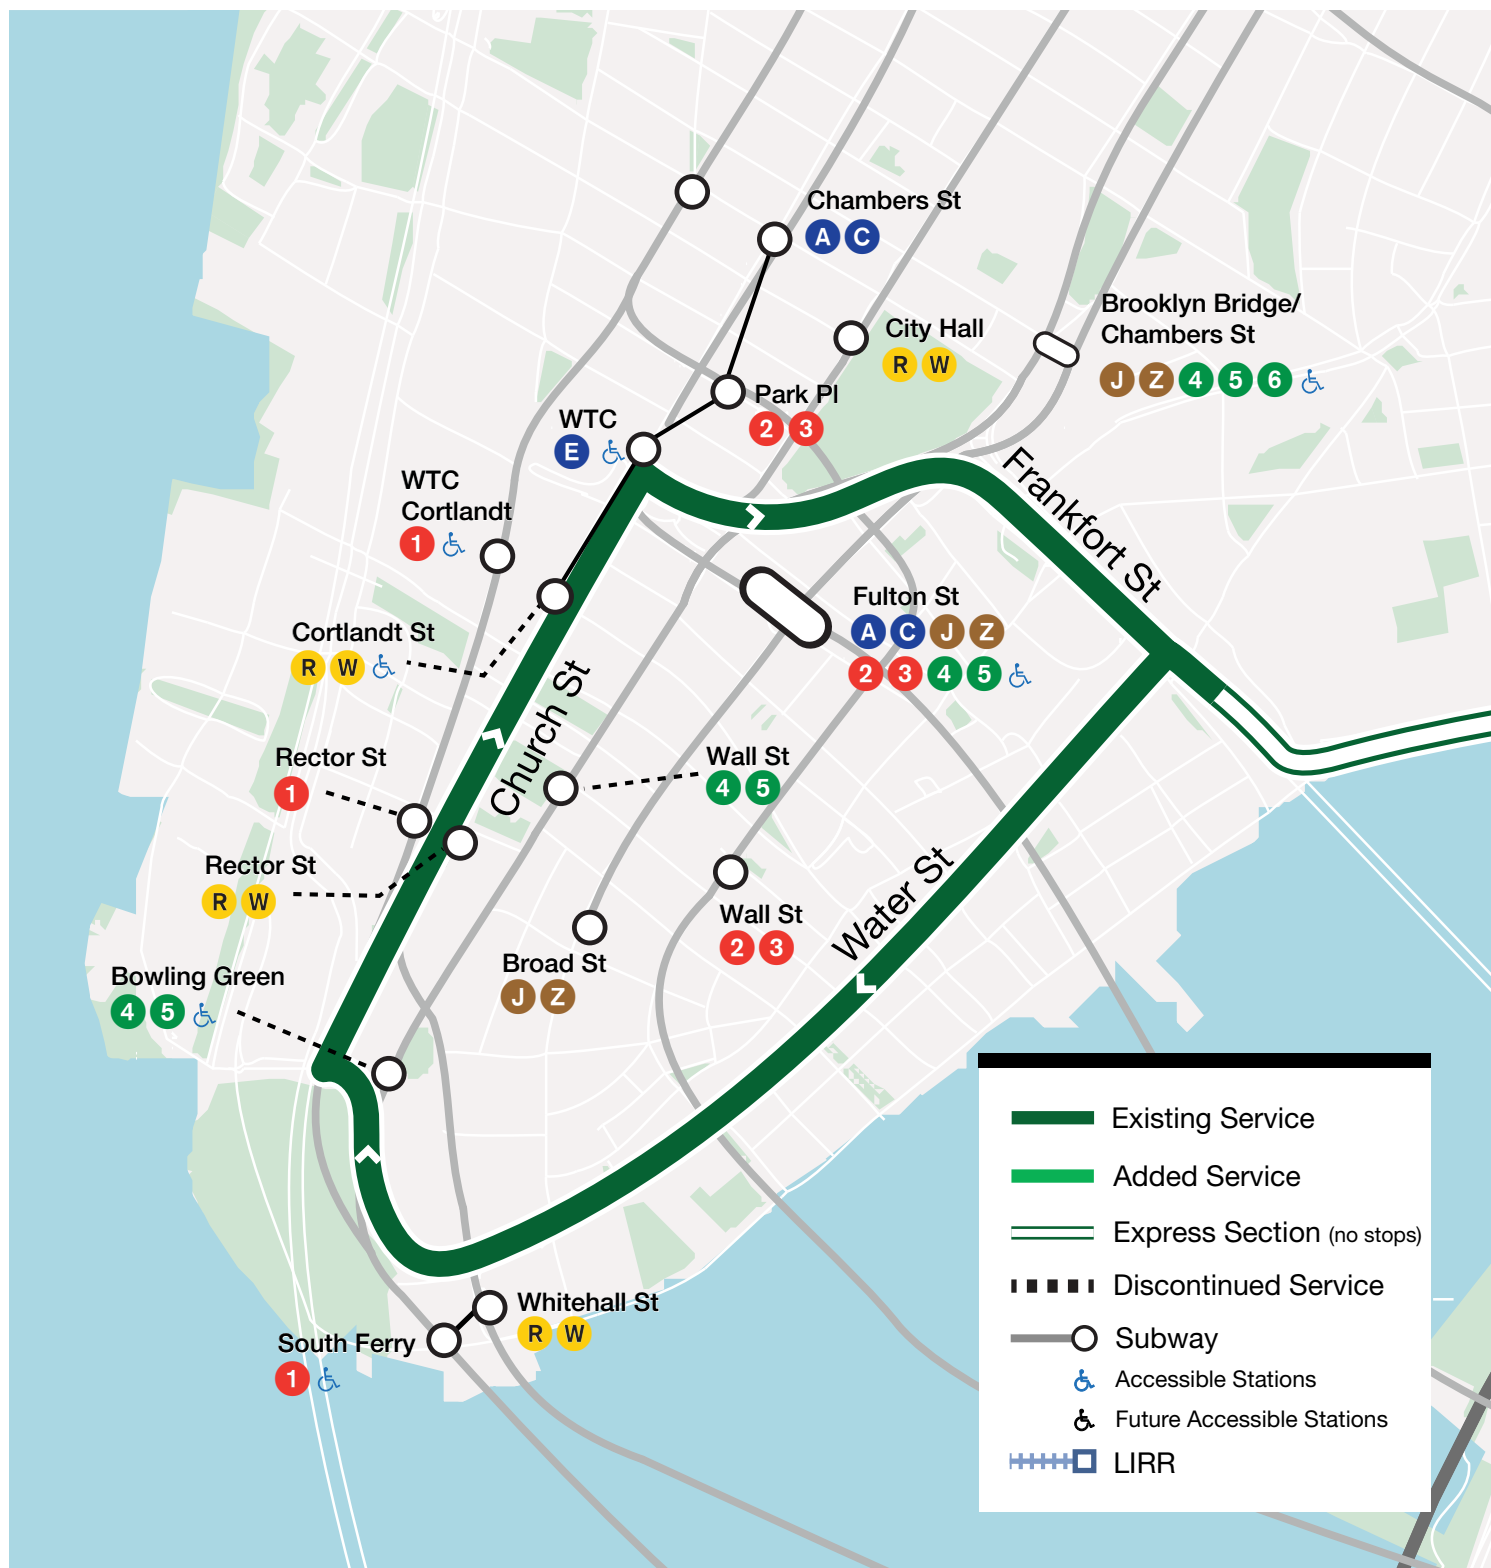 Chambers St
A C
City Hall
R W
Brooklyn Bridge/
Chambers St
J Z 4 5 6
Park Pl
2 3
WTC
E
WTC
Cortlandt
1
Frankfort St
Fulton St
A C J Z
2 3 4 5
Cortlandt St
R W
Church St
Rector St
1
Wall St
4 5
Rector St
R W
Wall St
2 3
Water St
Broad St
J Z
Bowling Green
4 5
Whitehall St
R W
South Ferry
1
Existing Service
Added Service
Express Section (no stops)
Discontinued Service
Subway
Accessible Stations
Future Accessible Stations
LIRR